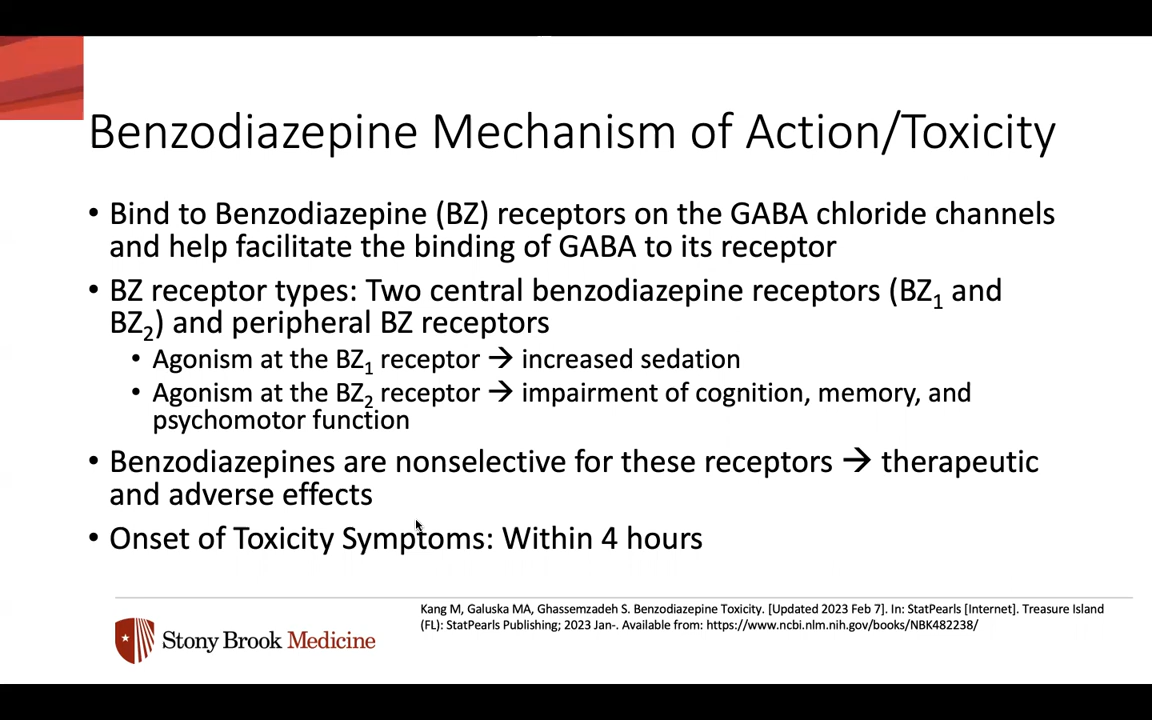 Benzodiazepine Mechanism of Action/Toxicity
• Bind to Benzodiazepine (BZ) receptors on the GABA chloride channels
and help facilitate the binding of GABA to its receptor
• BZ receptor types: Two central benzodiazepine receptors (BZ₁ and
BZ₂) and peripheral BZ receptors
• Agonism at the BZ₁ receptor → increased sedation
• Agonism at the BZ₂ receptor → impairment of cognition, memory, and
psychomotor function
• Benzodiazepines are nonselective for these receptors → therapeutic
and adverse effects
• Onset of Toxicity Symptoms: Within 4 hours
Kang M, Galuska MA, Ghassemzadeh S. Benzodiazepine Toxicity. [Updated 2023 Feb 7]. In: StatPearls [Internet]. Treasure Island
(FL): StatPearls Publishing; 2023 Jan-. Available from: https://www.ncbi.nlm.nih.gov/books/NBK482238/
Stony Brook Medicine